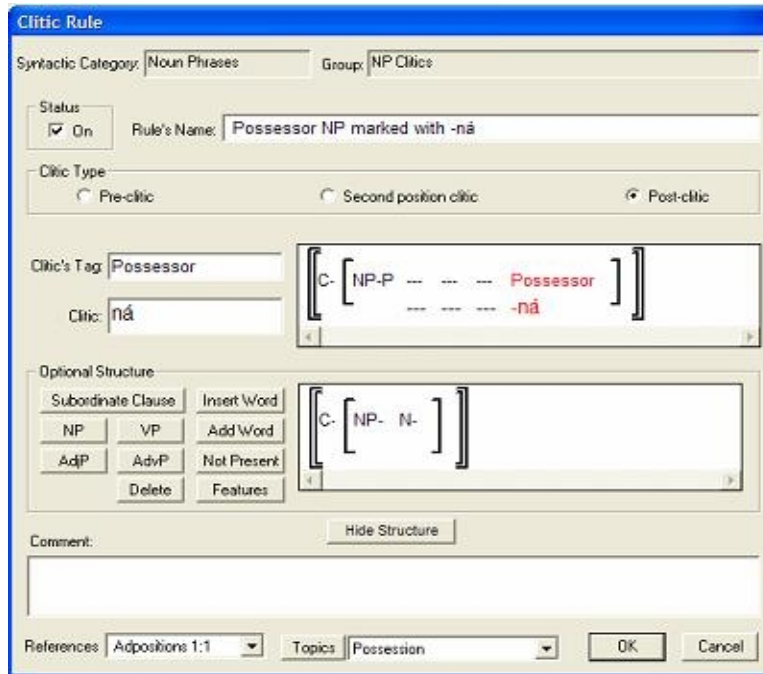 Clitic Rule
Syntactic Category: Noun Phrases Group: NP Clitics
Status
On Rule's Name: Possessor NP marked with -ná
Clitic Type
Pre-clitic Second position clitic Post-clitic
Clitic's Tag: Possessor
Clitic: ná
C- NP-P --- --- --- Possessor
--- --- --- -ná
Optional Structure
Subordinate Clause Insert Word
NP VP Add Word
AdjP AdvP Not Present
Delete Features
C- NP- N-
Hide Structure
Comment:
References Adpositions 1:1 Topics Possession OK Cancel